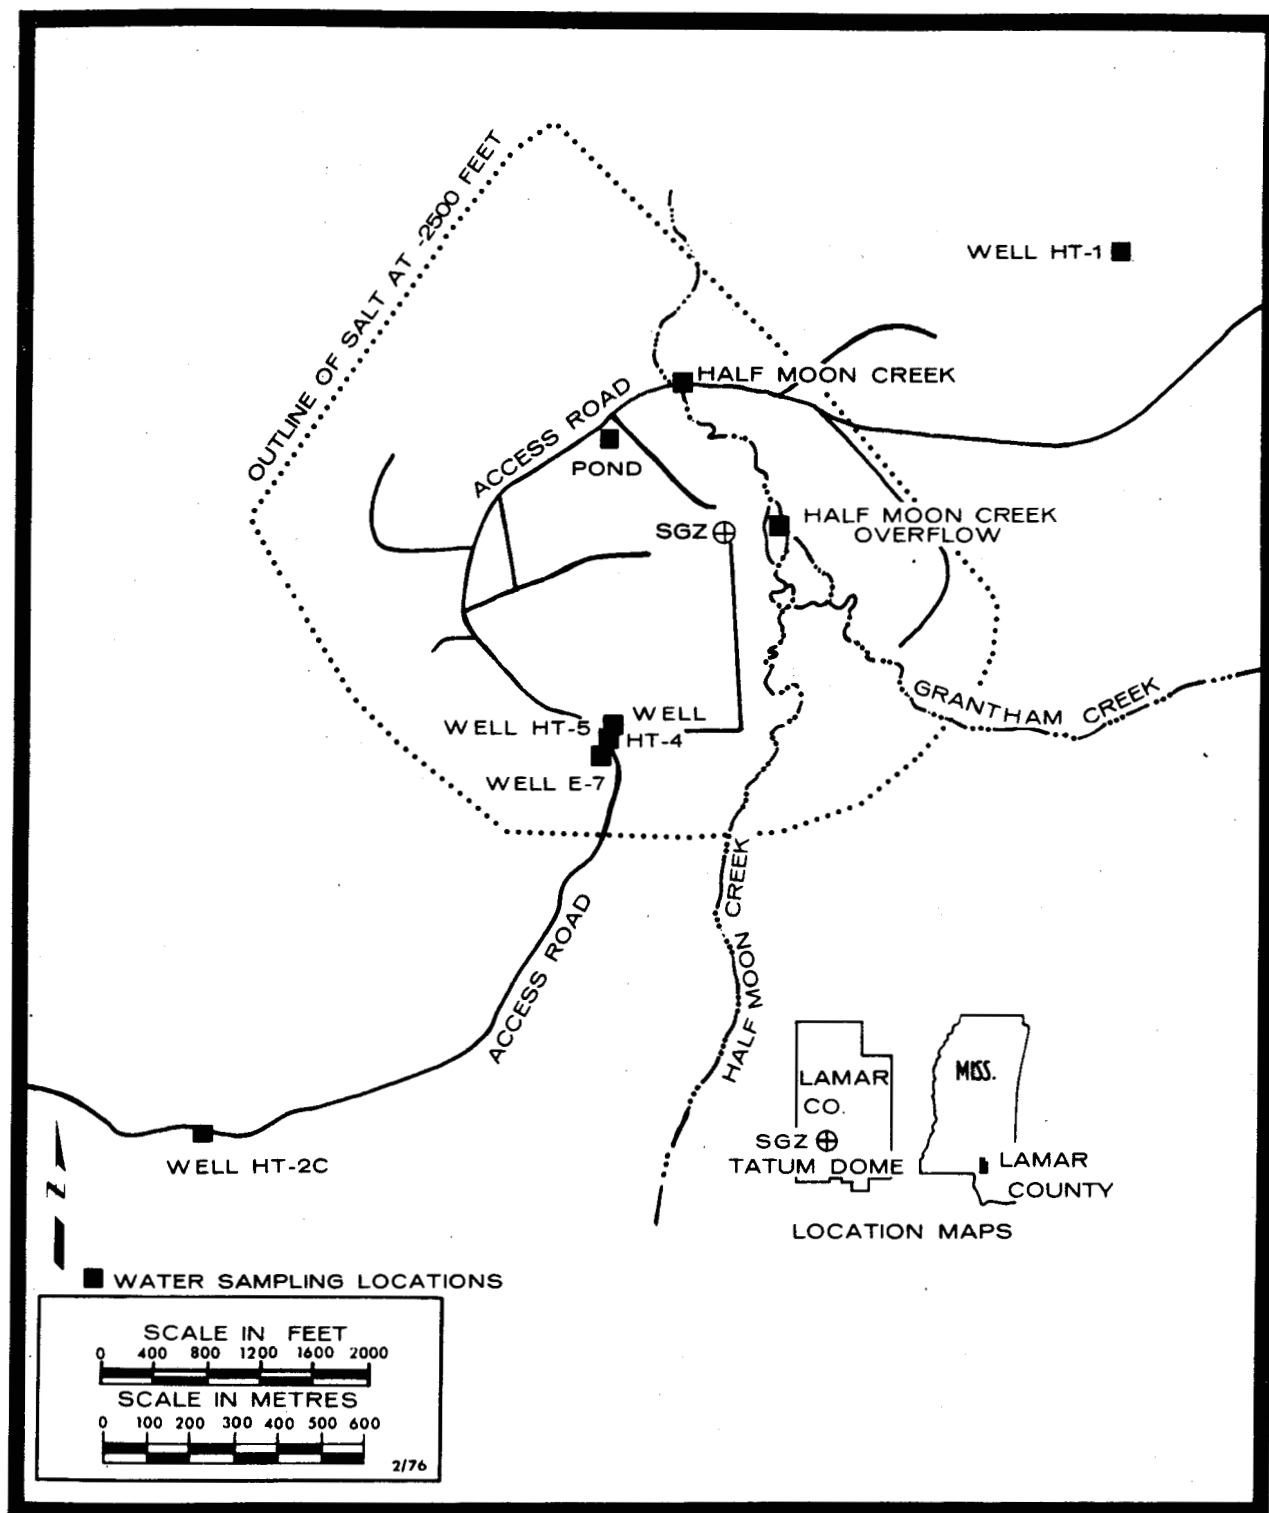 OUTLINE OF SALT AT -2500 FEET
WELL HT-1
HALF MOON CREEK
ACCESS ROAD
POND
SGZ
HALF MOON CREEK
OVERFLOW
GRANTHAM CREEK
WELL HT-5
WELL
HT-4
WELL E-7
HALF MOON CREEK
ACCESS ROAD
WELL HT-2C
LAMAR
CO.
SGZ
TATUM DOME
MISS.
LAMAR
COUNTY
LOCATION MAPS
N
WATER SAMPLING LOCATIONS
SCALE IN FEET
0 400 800 1200 1600 2000
SCALE IN METRES
0 100 200 300 400 500 600
2/76